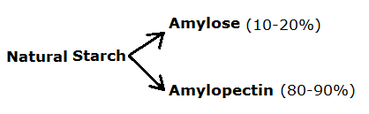 Amylose (10-20%)
Natural Starch
Amylopectin (80-90%)